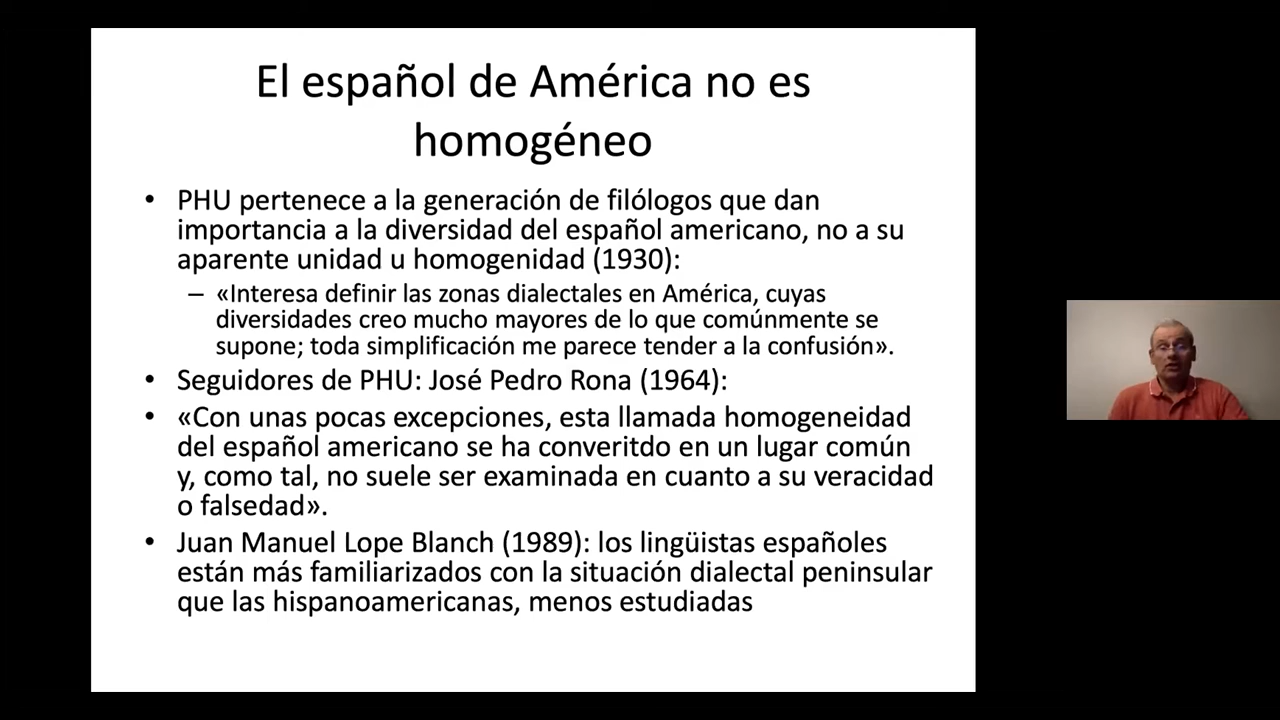 El español de América no es
homogéneo
• PHU pertenece a la generación de filólogos que dan
importancia a la diversidad del español americano, no a su
aparente unidad u homogenidad (1930):
– «Interesa definir las zonas dialectales en América, cuyas
diversidades creo mucho mayores de lo que comúnmente se
supone; toda simplificación me parece tender a la confusión».
• Seguidores de PHU: José Pedro Rona (1964):
• «Con unas pocas excepciones, esta llamada homogeneidad
del español americano se ha converitdo en un lugar común
y, como tal, no suele ser examinada en cuanto a su veracidad
o falsedad».
• Juan Manuel Lope Blanch (1989): los lingüistas españoles
están más familiarizados con la situación dialectal peninsular
que las hispanoamericanas, menos estudiadas